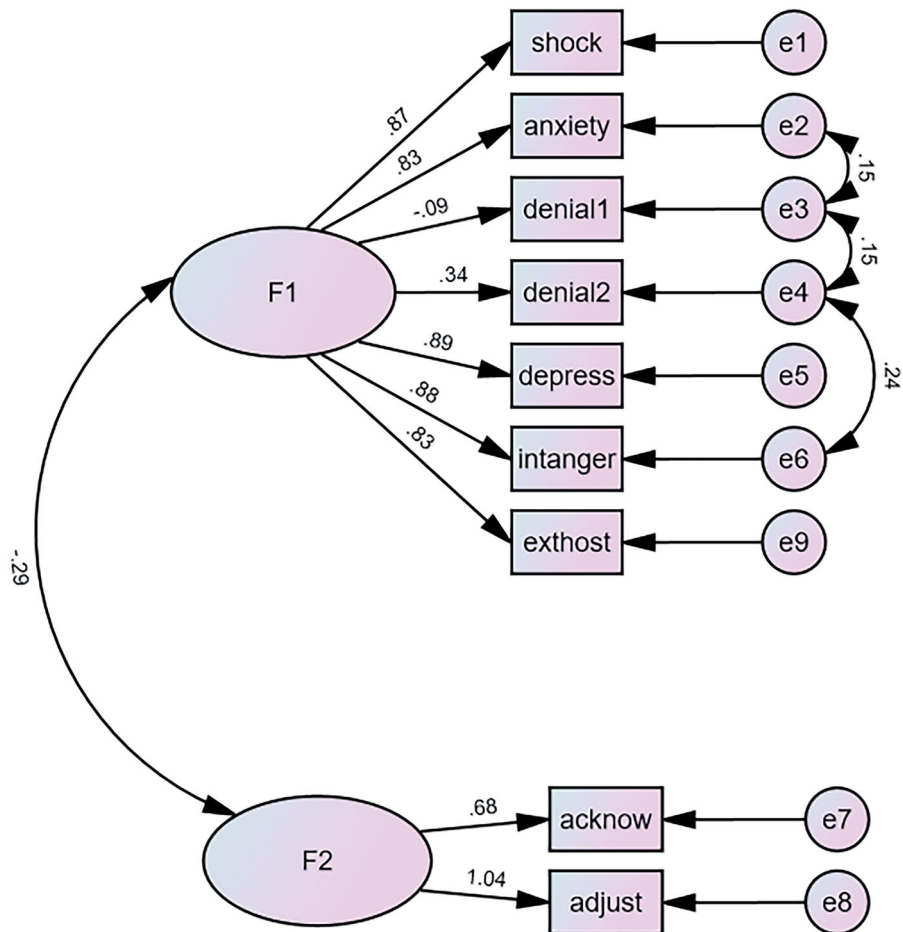 shock
e1
.87
anxiety
e2
.83
.15
-.09
denial1
e3
.15
F1
.34
denial2
e4
.89
depress
e5
.24
.88
intanger
e6
.83
exthost
e9
-.29
F2
.68
acknow
e7
1.04
adjust
e8